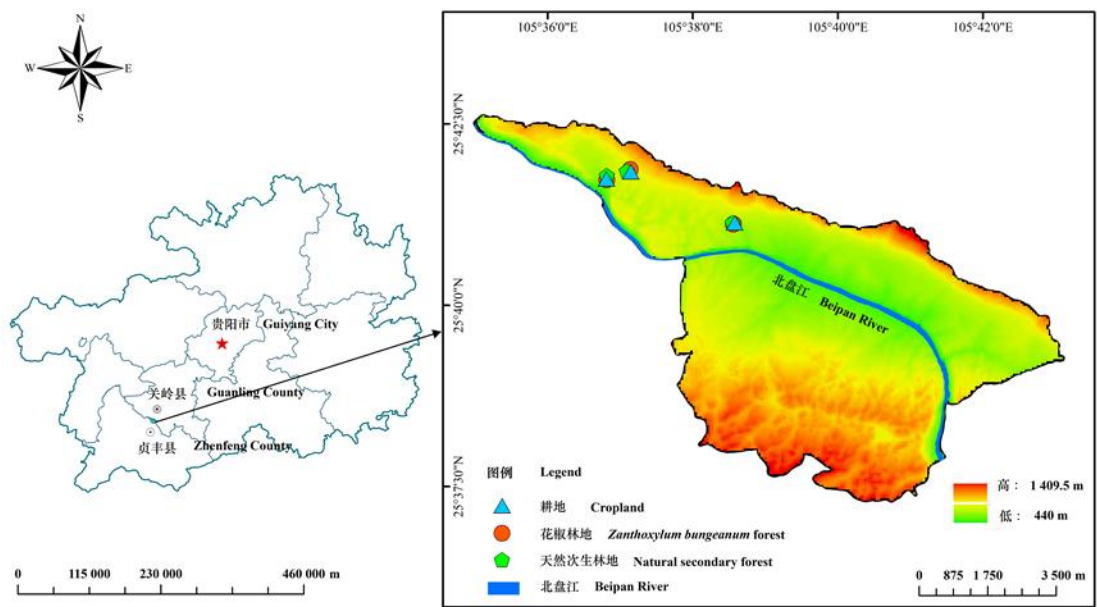 N
W E
S
贵阳市 Guiyang City
关岭县
Guanling County
贞丰县 Zhenfeng County
0 115 000 230 000 460 000 m
105°36'0"E 105°38'0"E 105°40'0"E 105°42'0"E
25°42'30"N
25°40'0"N
25°37'30"N
北盘江 Beipan River
图例 Legend
耕地 Cropland
花椒林地 Zanthoxylum bungeanum forest
天然次生林地 Natural secondary forest
北盘江 Beipan River
高： 1 409.5 m
低： 440 m
0 875 1 750 3 500 m